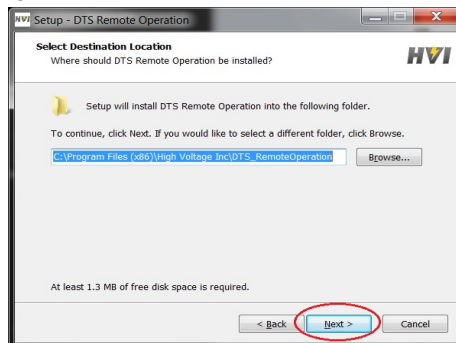 HVI Setup - DTS Remote Operation
Select Destination Location
Where should DTS Remote Operation be installed?
HVI
Setup will install DTS Remote Operation into the following folder.
To continue, click Next. If you would like to select a different folder, click Browse.
C:\Program Files (x86)\High Voltage Inc\DTS_RemoteOperation
Browse...
At least 1.3 MB of free disk space is required.
< Back Next > Cancel